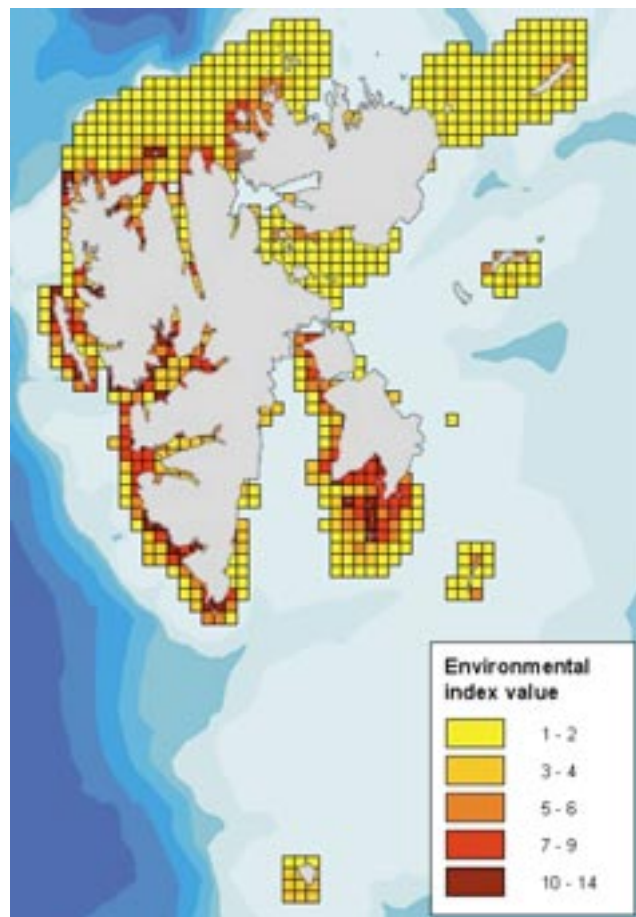 Environmental
index value
1 - 2
3 - 4
5 - 6
7 - 9
10 - 14